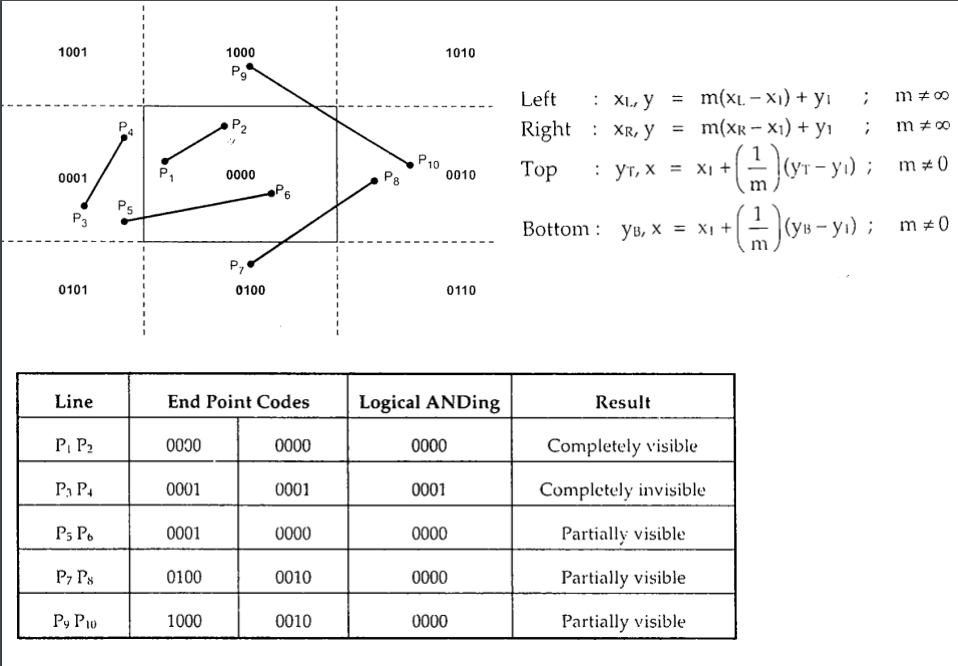 1001 1000 1010
P9
P4 P2
P1 P10
0001 0000 P8 0010
P6
P3 P5
P7
0101 0100 0110
Left : xL, y = m(xL – x1) + y1 ; m ≠ ∞
Right : xR, y = m(xR – x1) + y1 ; m ≠ ∞
Top : yT, x = x1 + (1/m)(yT – y1) ; m ≠ 0
Bottom : yB, x = x1 + (1/m)(yB – y1) ; m ≠ 0
Line End Point Codes Logical ANDing Result
P1 P2 0000 0000 0000 Completely visible
P3 P4 0001 0001 0001 Completely invisible
P5 P6 0001 0000 0000 Partially visible
P7 P8 0100 0010 0000 Partially visible
P9 P10 1000 0010 0000 Partially visible